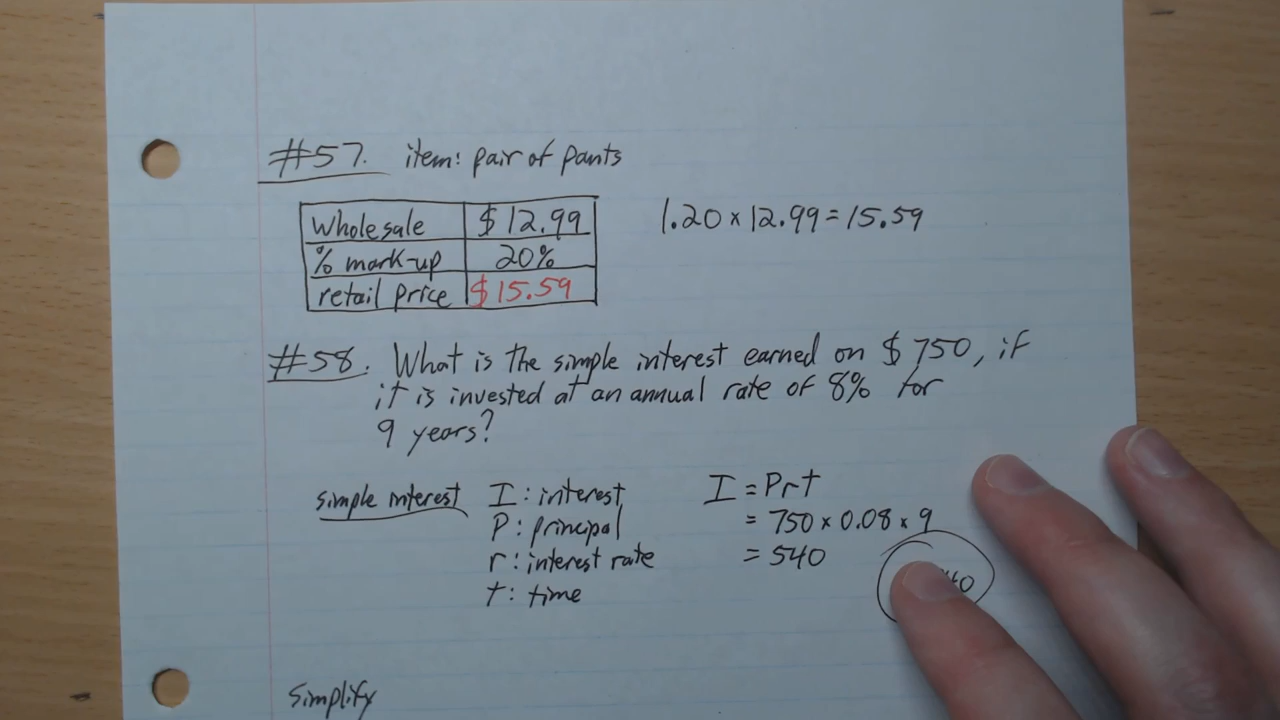 #57. item: pair of pants
Wholesale $12.99
% mark-up 20%
retail price $15.59
1.20 × 12.99 = 15.59
#58. What is the simple interest earned on $750, if
it is invested at an annual rate of 8% for
9 years?
simple interest
I: interest
P: principal
r: interest rate
t: time
I = Prt
= 750 × 0.08 × 9
= 540
Simplify